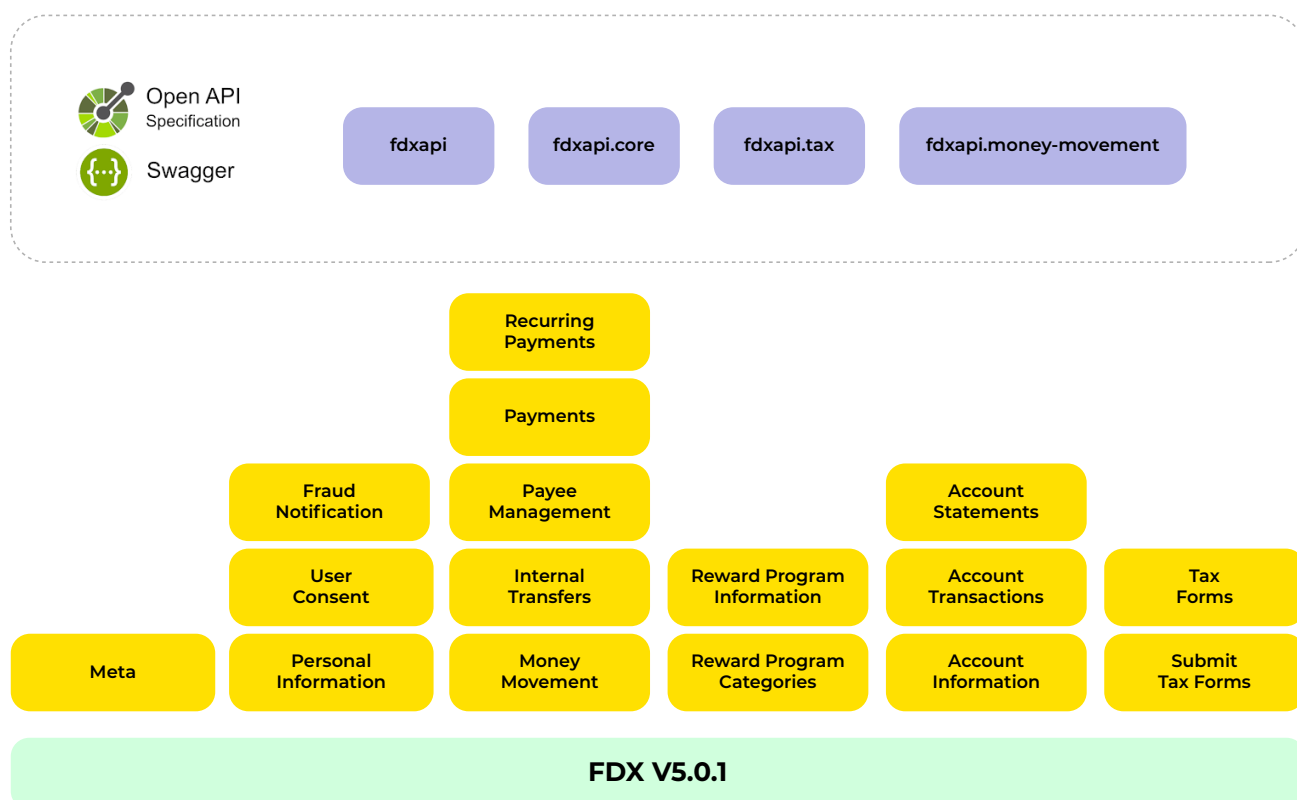 Open API
Specification
{···}
Swagger
fdxapi
fdxapi.core
fdxapi.tax
fdxapi.money-movement
Recurring
Payments
Payments
Fraud
Notification
Payee
Management
Account
Statements
User
Consent
Internal
Transfers
Reward Program
Information
Account
Transactions
Tax
Forms
Meta
Personal
Information
Money
Movement
Reward Program
Categories
Account
Information
Submit
Tax Forms
FDX V5.0.1